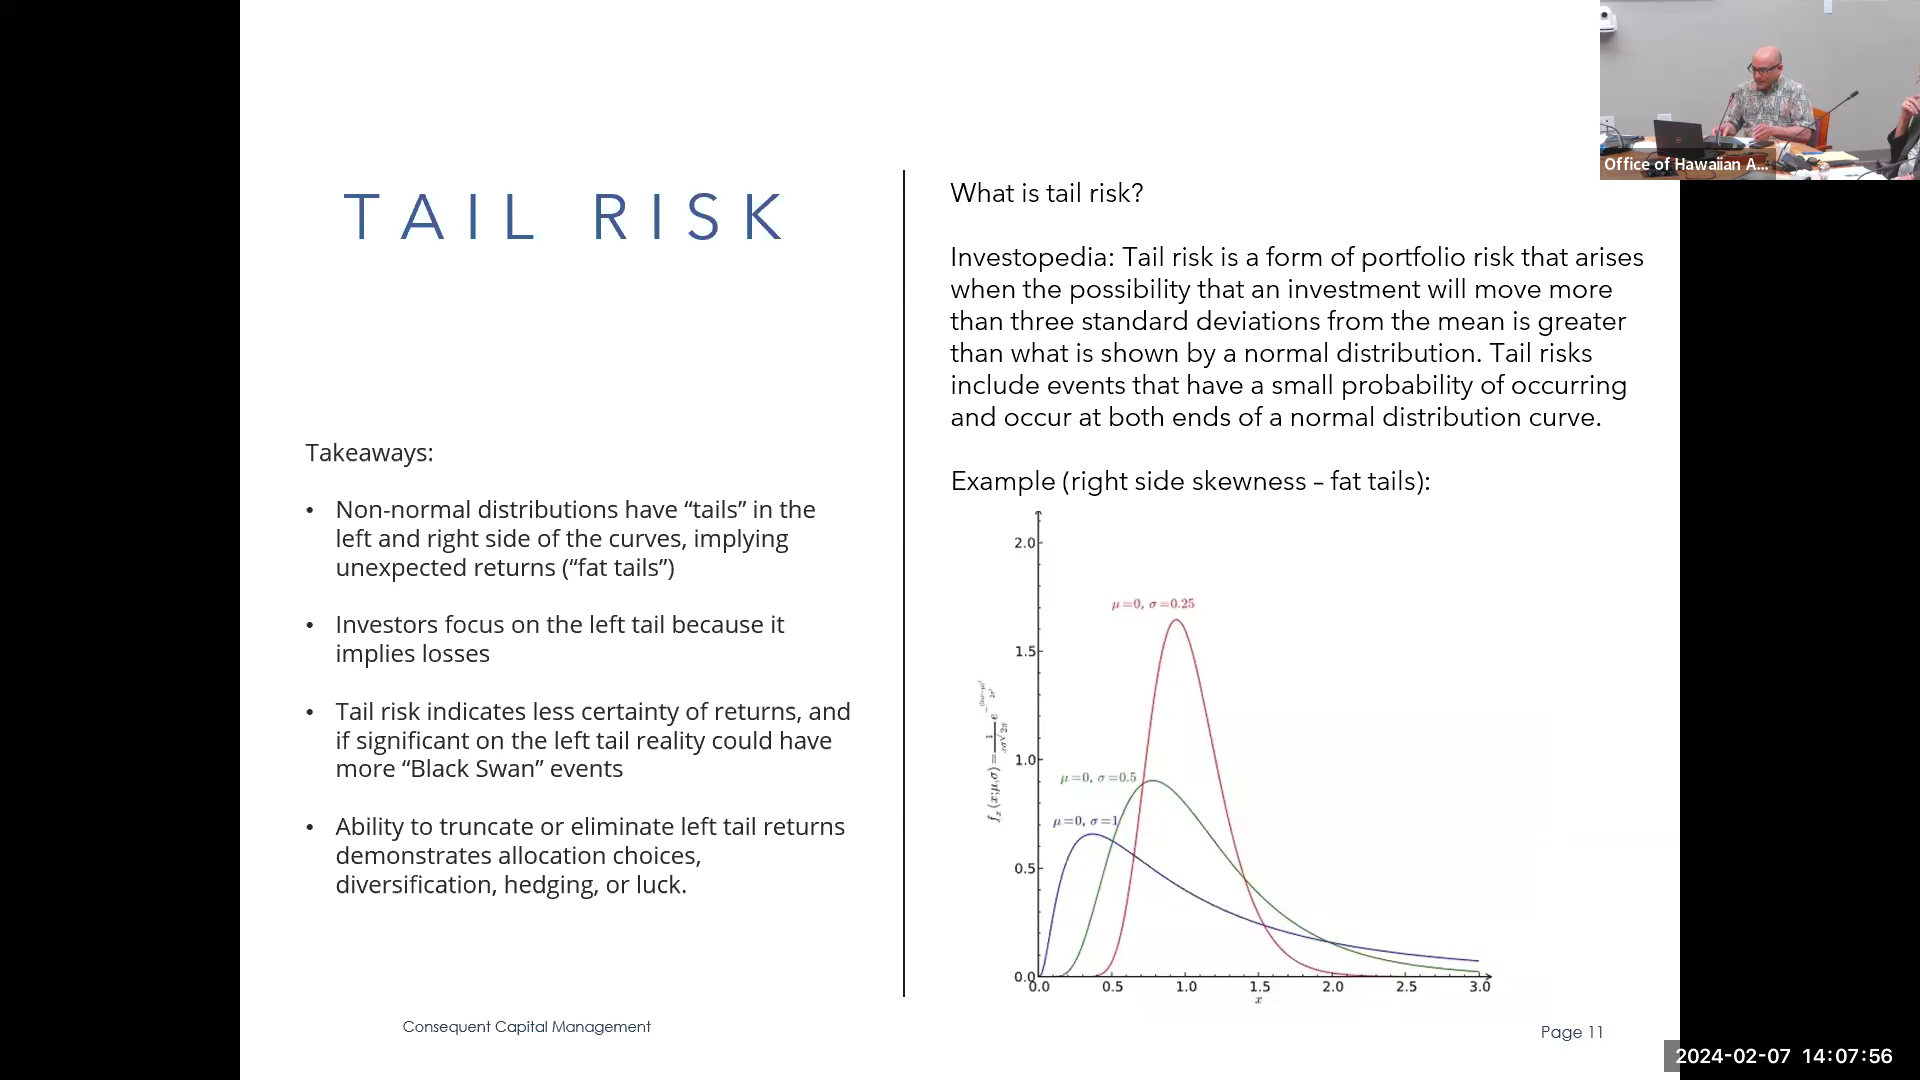 Office of Hawaiian A...
TAIL RISK
Takeaways:
• Non-normal distributions have “tails” in the
left and right side of the curves, implying
unexpected returns (“fat tails”)
• Investors focus on the left tail because it
implies losses
• Tail risk indicates less certainty of returns, and
if significant on the left tail reality could have
more “Black Swan” events
• Ability to truncate or eliminate left tail returns
demonstrates allocation choices,
diversification, hedging, or luck.
What is tail risk?
Investopedia: Tail risk is a form of portfolio risk that arises
when the possibility that an investment will move more
than three standard deviations from the mean is greater
than what is shown by a normal distribution. Tail risks
include events that have a small probability of occurring
and occur at both ends of a normal distribution curve.
Example (right side skewness – fat tails):
2.0
1.5
1.0
0.5
0.0
μ=0, σ=0.25
μ=0, σ=0.5
μ=0, σ=1
0.0 0.5 1.0 1.5 2.0 2.5 3.0
x
Consequent Capital Management
Page 11
2024-02-07 14:07:56